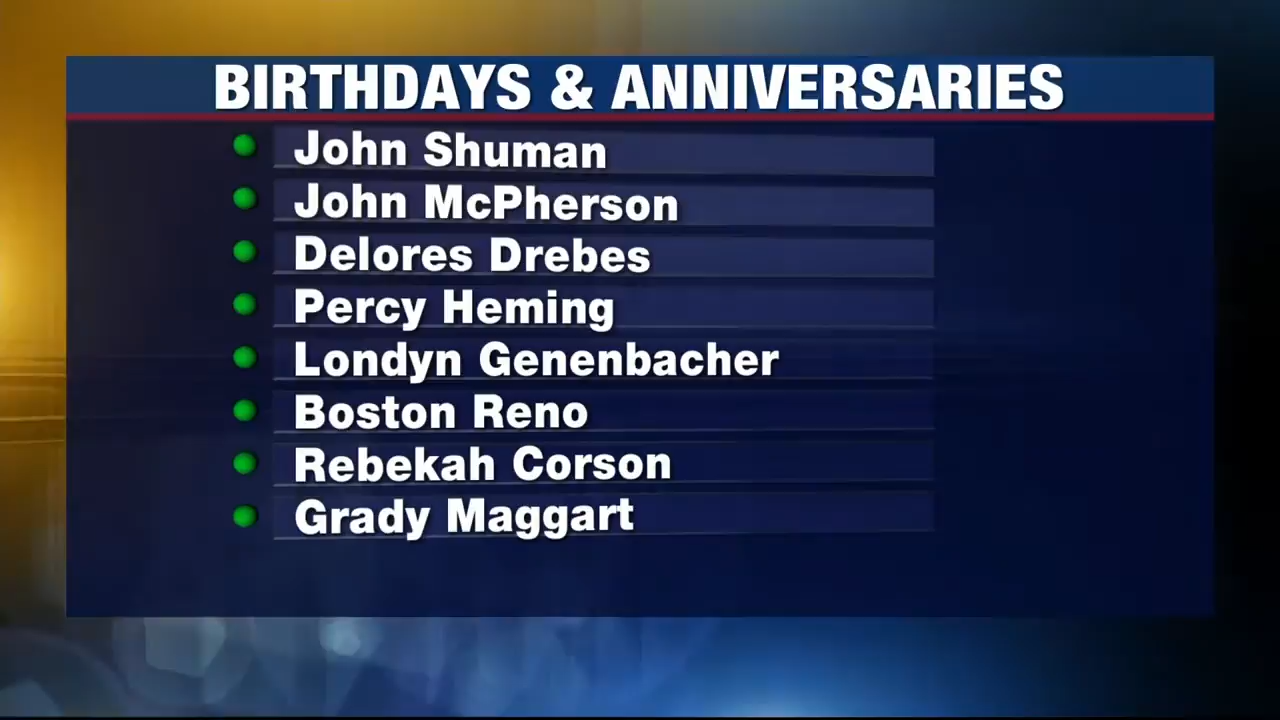 BIRTHDAYS & ANNIVERSARIES
John Shuman
John McPherson
Delores Drebes
Percy Heming
Londyn Genenbacher
Boston Reno
Rebekah Corson
Grady Maggart